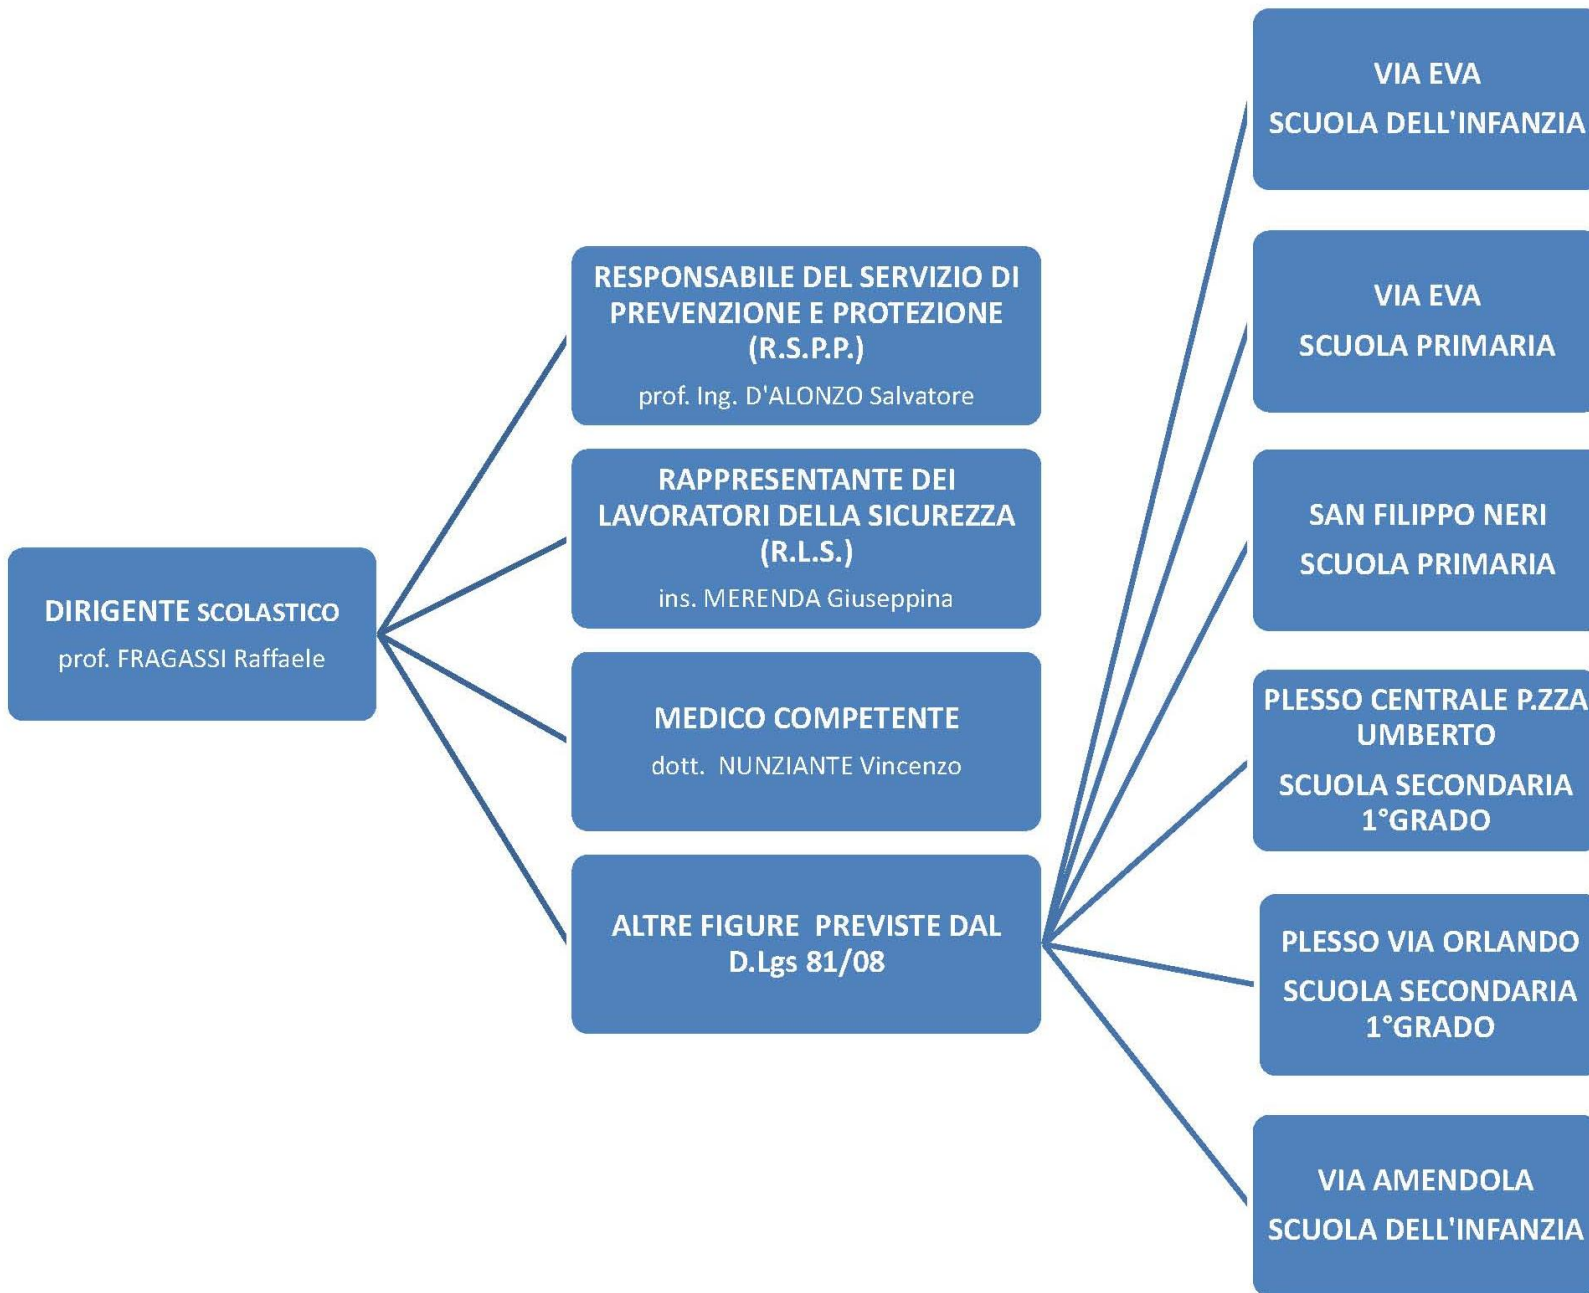 DIRIGENTE SCOLASTICO
prof. FRAGASSI Raffaele
RESPONSABILE DEL SERVIZIO DI
PREVENZIONE E PROTEZIONE
(R.S.P.P.)
prof. Ing. D'ALONZO Salvatore
RAPPRESENTANTE DEI
LAVORATORI DELLA SICUREZZA
(R.L.S.)
ins. MERENDA Giuseppina
MEDICO COMPETENTE
dott. NUNZIANTE Vincenzo
ALTRE FIGURE PREVISTE DAL
D.Lgs 81/08
VIA EVA
SCUOLA DELL'INFANZIA
VIA EVA
SCUOLA PRIMARIA
SAN FILIPPO NERI
SCUOLA PRIMARIA
PLESSO CENTRALE P.ZZA
UMBERTO
SCUOLA SECONDARIA
1°GRADO
PLESSO VIA ORLANDO
SCUOLA SECONDARIA
1°GRADO
VIA AMENDOLA
SCUOLA DELL'INFANZIA